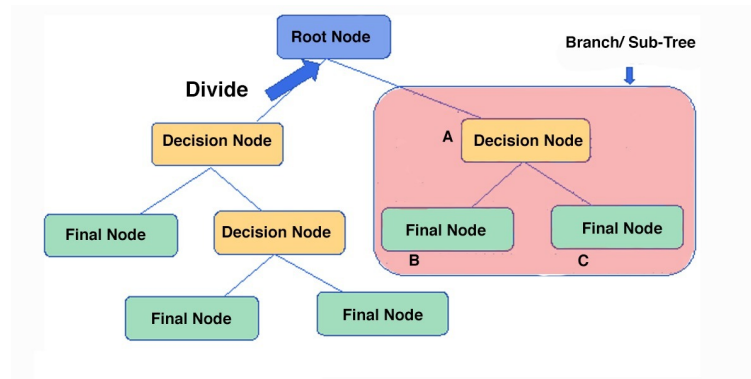 Root Node
Branch/ Sub-Tree
Divide
Decision Node
A
Decision Node
Final Node
Decision Node
Final Node
Final Node
B
C
Final Node
Final Node